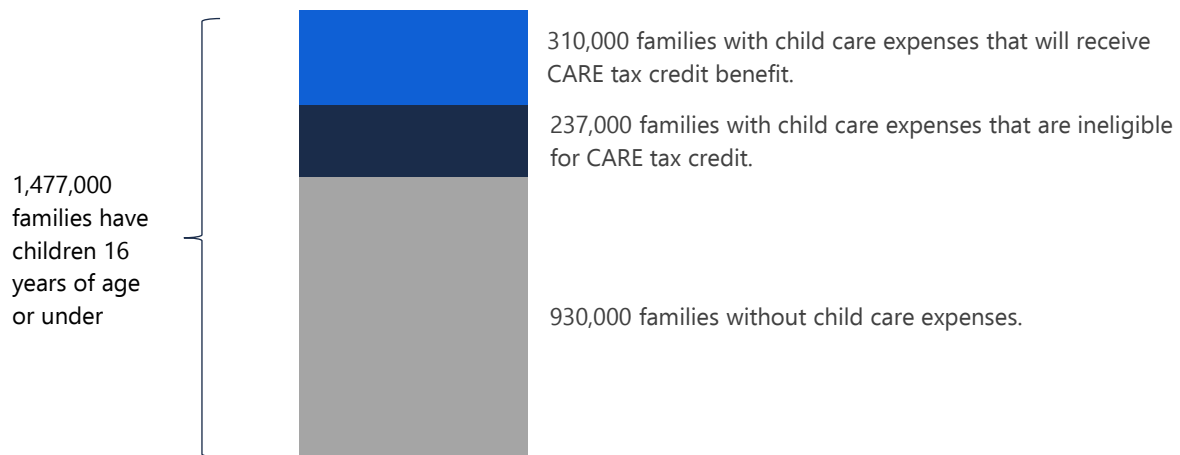 310,000 families with child care expenses that will receive
CARE tax credit benefit.
237,000 families with child care expenses that are ineligible
for CARE tax credit.
1,477,000
families have
children 16
years of age
or under
930,000 families without child care expenses.